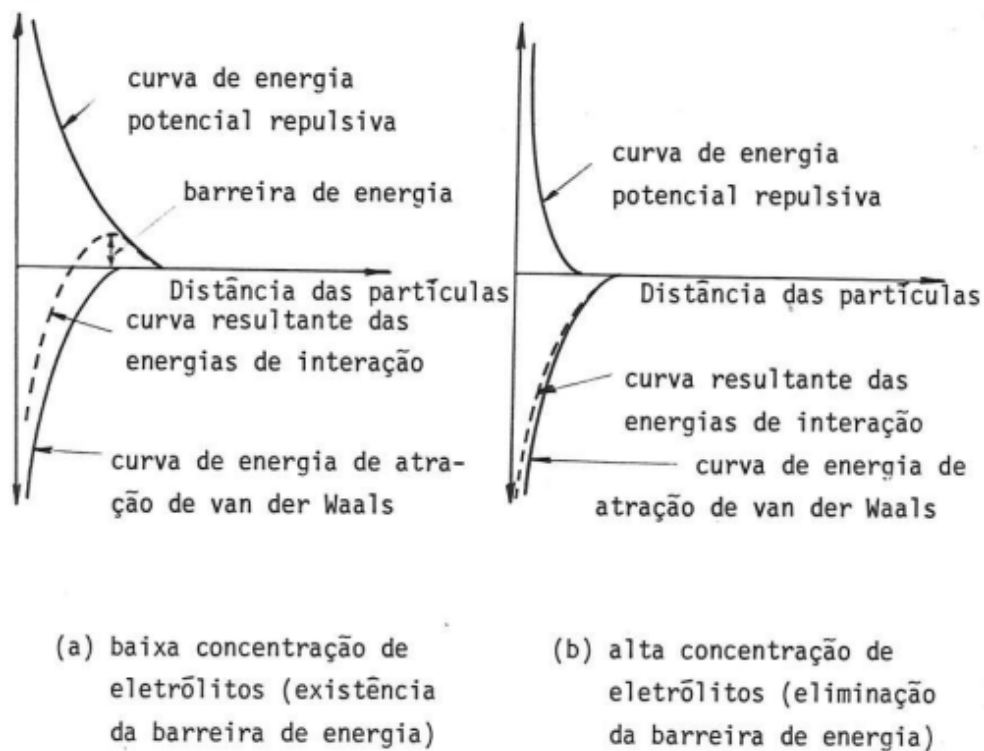 curva de energia
potencial repulsiva
barreira de energia
Distância das partículas
curva resultante das
energias de interação
curva de energia de atra-
ção de van der Waals
(a) baixa concentração de
eletrólitos (existência
da barreira de energia)
curva de energia
potencial repulsiva
Distância das partículas
curva resultante das
energias de interação
curva de energia de
atração de van der Waals
(b) alta concentração de
eletrólitos (eliminação
da barreira de energia)